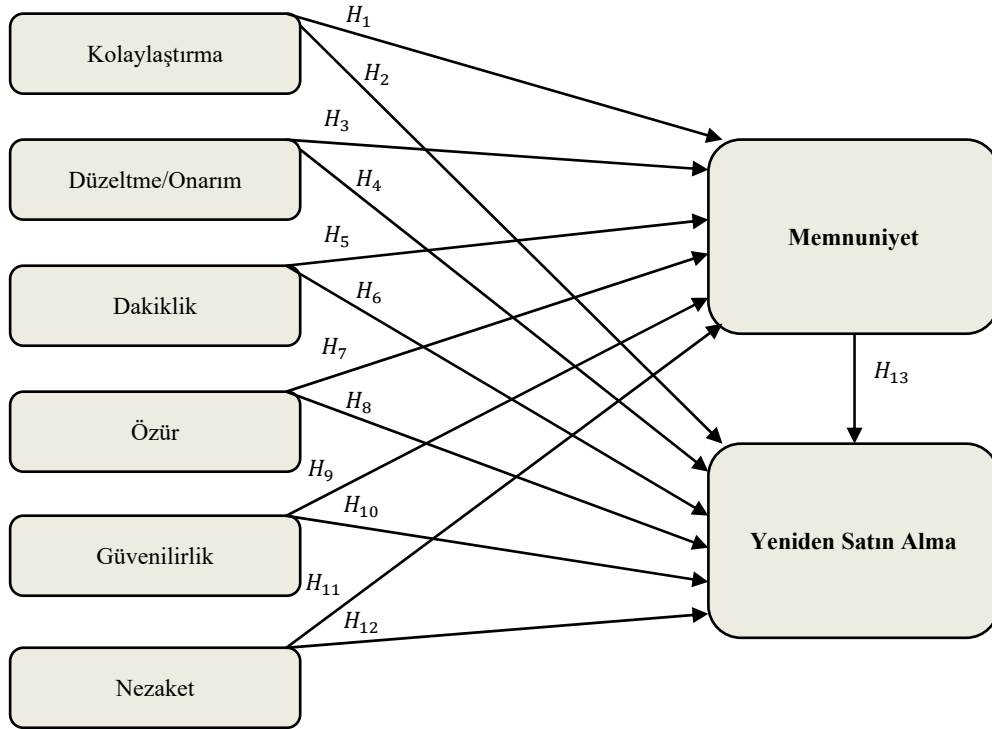 H₁
Kolaylaştırma
H₂
H₃
Düzeltme/Onarım
H₄
H₅
Memnuniyet
Dakiklik
H₆
H₇
H₁₃
Özür
H₈
H₉
H₁₀
Güvenilirlik
Yeniden Satın Alma
H₁₁
H₁₂
Nezaket